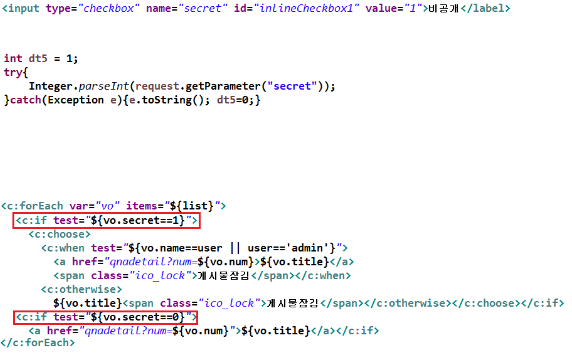 <input type="checkbox" name="secret" id="inlineCheckbox1" value="1">비공개</label>
int dt5 = 1;
try{
Integer.parseInt(request.getParameter("secret"));
}catch(Exception e){e.toString(); dt5=0;}
<c:forEach var="vo" items="${list}">
<c:if test="${vo.secret==1}">
<c:choose>
<c:when test="${vo.name==user || user=='admin'}">
<a href="qnadetail?num=${vo.num}>${vo.title}</a>
<span class="ico_lock">게시물잠김</span></c:when>
<c:otherwise>
${vo.title}<span class="ico_lock">게시물잠김</span></c:otherwise></c:choose></c:if>
<c:if test="${vo.secret==0}">
<a href="qnadetail?num=${vo.num}">${vo.title}</a></c:if>
</c:forEach>